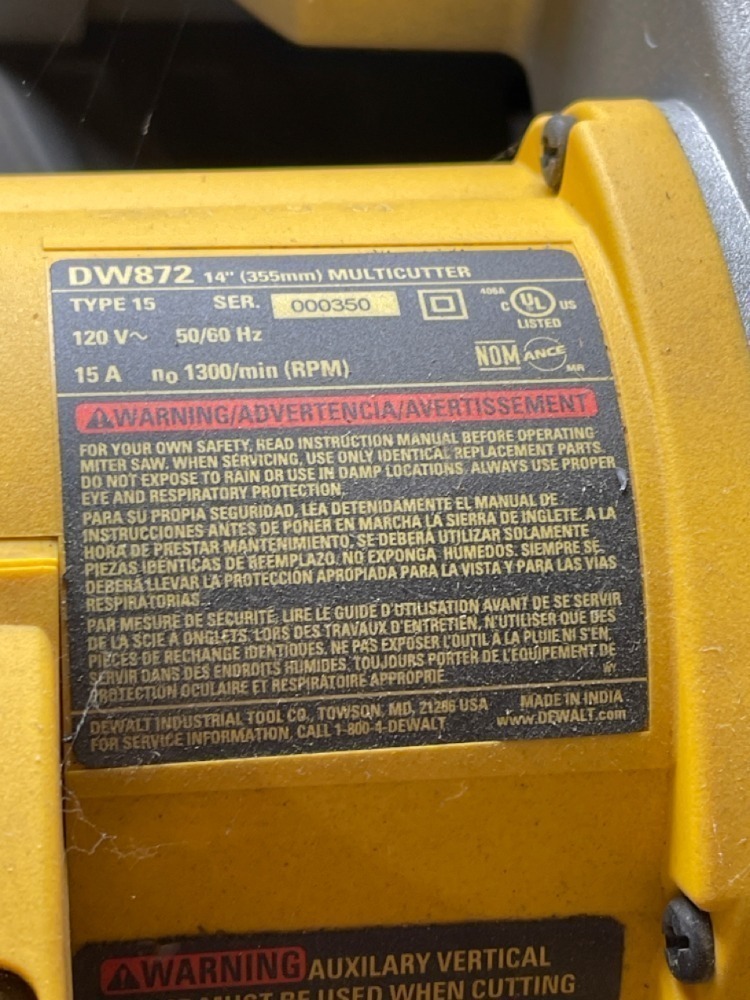 DW872 14" (355mm) MULTICUTTER
TYPE 15 SER. 000350
120 V~ 50/60 Hz
15 A n₀ 1300/min (RPM)
408A
C UL US
LISTED
NOM ANCE MR
WARNING/ADVERTENCIA/AVERTISSEMENT
FOR YOUR OWN SAFETY, READ INSTRUCTION MANUAL BEFORE OPERATING
MITER SAW. WHEN SERVICING, USE ONLY IDENTICAL REPLACEMENT PARTS.
DO NOT EXPOSE TO RAIN OR USE IN DAMP LOCATIONS. ALWAYS USE PROPER
EYE AND RESPIRATORY PROTECTION.
PARA SU PROPIA SEGURIDAD, LEA DETENIDAMENTE EL MANUAL DE
INSTRUCCIONES ANTES DE PONER EN MARCHA LA SIERRA DE INGLETE. A LA
HORA DE PRESTAR MANTENIMIENTO, SE DEBERÁ UTILIZAR SOLAMENTE
PIEZAS IDENTICAS DE REEMPLAZO. NO EXPONGA HÚMEDOS. SIEMPRE SE
DEBERÁ LLEVAR LA PROTECCIÓN APROPIADA PARA LA VISTA Y PARA LAS VÍAS
RESPIRATORIAS.
PAR MESURE DE SÉCURITÉ, LIRE LE GUIDE D'UTILISATION AVANT DE SE SERVIR
DE LA SCIE À ONGLETS. LORS DES TRAVAUX D'ENTRETIEN, N'UTILISER QUE DES
PIÈCES DE RECHANGE IDENTIQUES. NE PAS EXPOSER L'OUTIL À LA PLUIE NI S'EN
SERVIR DANS DES ENDROITS HUMIDES. TOUJOURS PORTER DE L'ÉQUIPEMENT DE
PROTECTION OCULAIRE ET RESPIRATOIRE APPROPRIÉ.
DEWALT INDUSTRIAL TOOL CO., TOWSON, MD, 21286 USA MADE IN INDIA
FOR SERVICE INFORMATION, CALL 1-800-4-DEWALT www.DEWALT.com
WARNING AUXILARY VERTICAL
MUST BE USED WHEN CUTTING